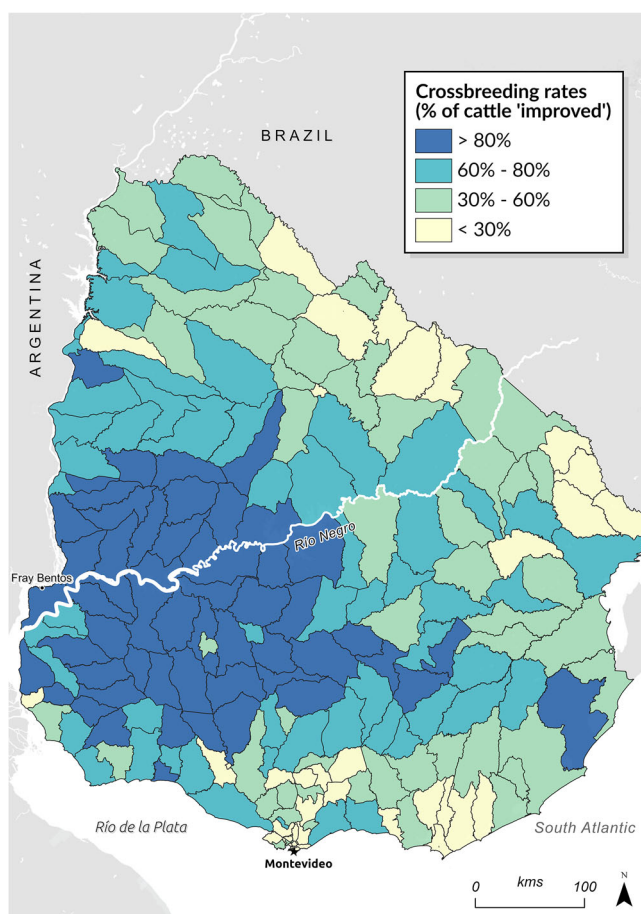 Crossbreeding rates
(% of cattle 'improved')
> 80%
60% - 80%
30% - 60%
< 30%
BRAZIL
ARGENTINA
Río Negro
Fray Bentos
Río de la Plata
South Atlantic
Montevideo
0 kms 100
N